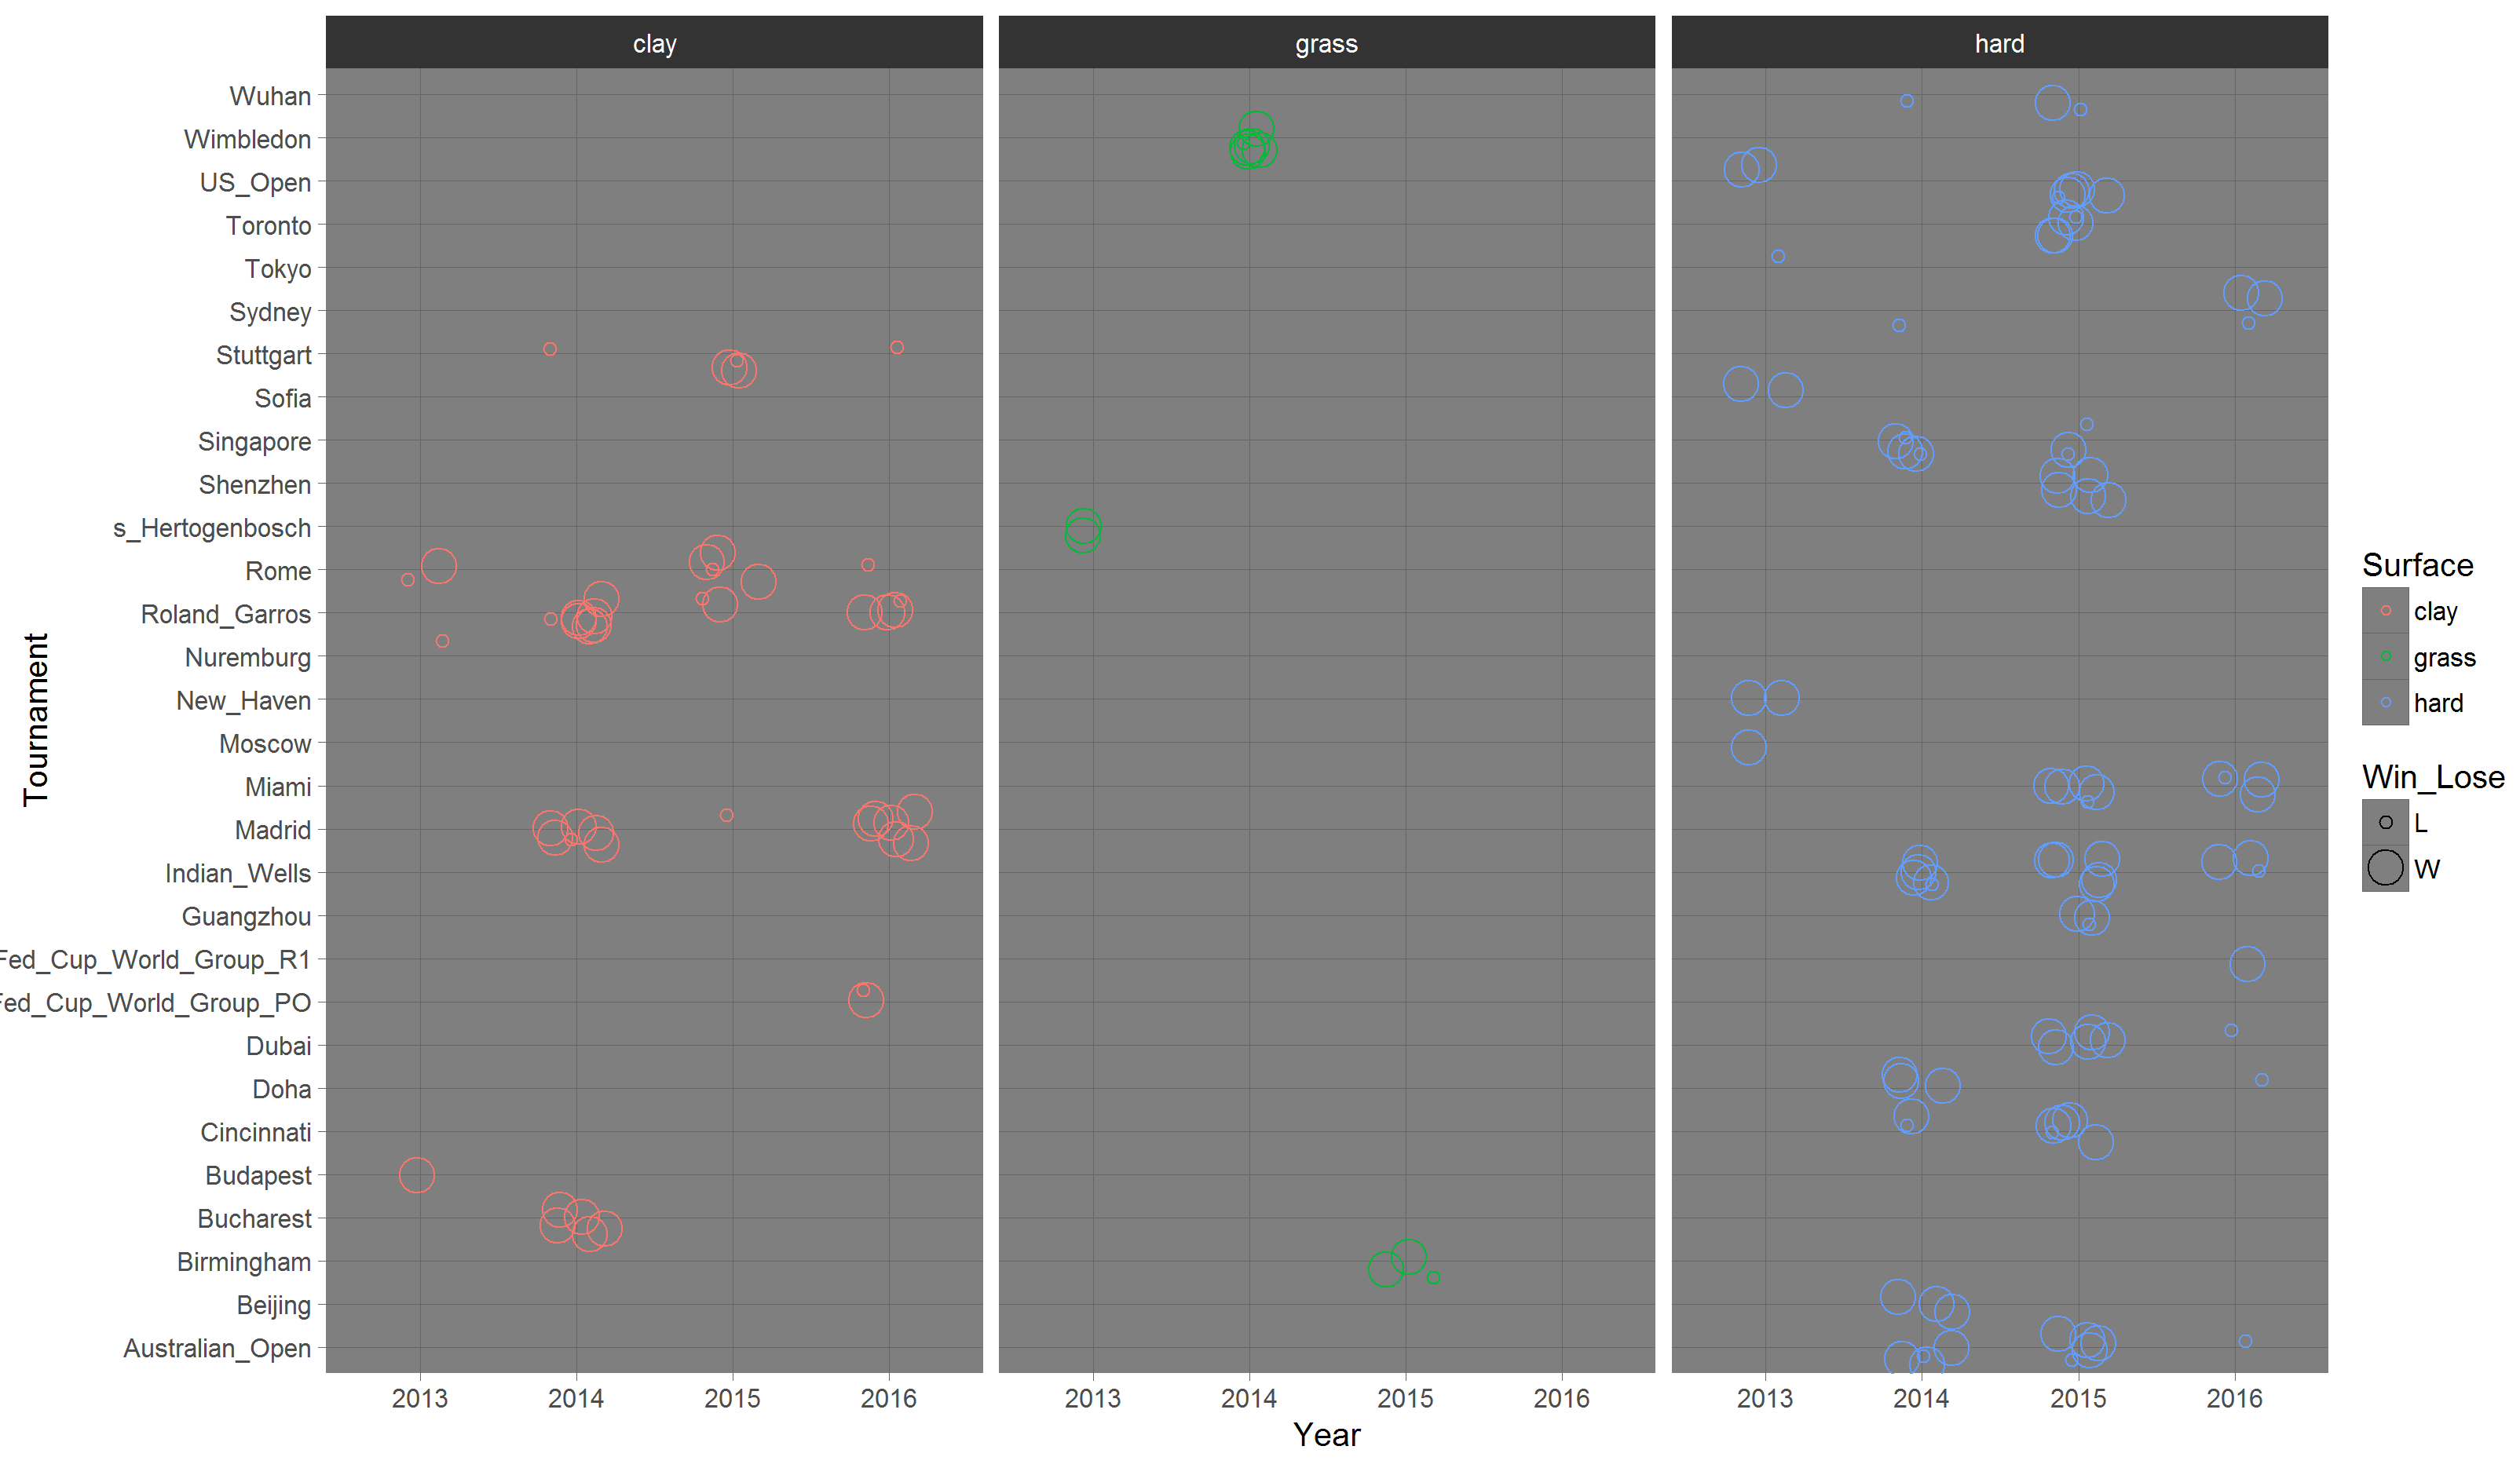 clay
grass
hard
Wuhan
Wimbledon
US_Open
Toronto
Tokyo
Sydney
Stuttgart
Sofia
Singapore
Shenzhen
s_Hertogenbosch
Rome
Roland_Garros
Nuremburg
New_Haven
Moscow
Miami
Madrid
Indian_Wells
Guangzhou
Fed_Cup_World_Group_R1
Fed_Cup_World_Group_PO
Dubai
Doha
Cincinnati
Budapest
Bucharest
Birmingham
Beijing
Australian_Open
Tournament
2013 2014 2015 2016
2013 2014 2015 2016
2013 2014 2015 2016
Year
Surface
clay
grass
hard
Win_Lose
L
W